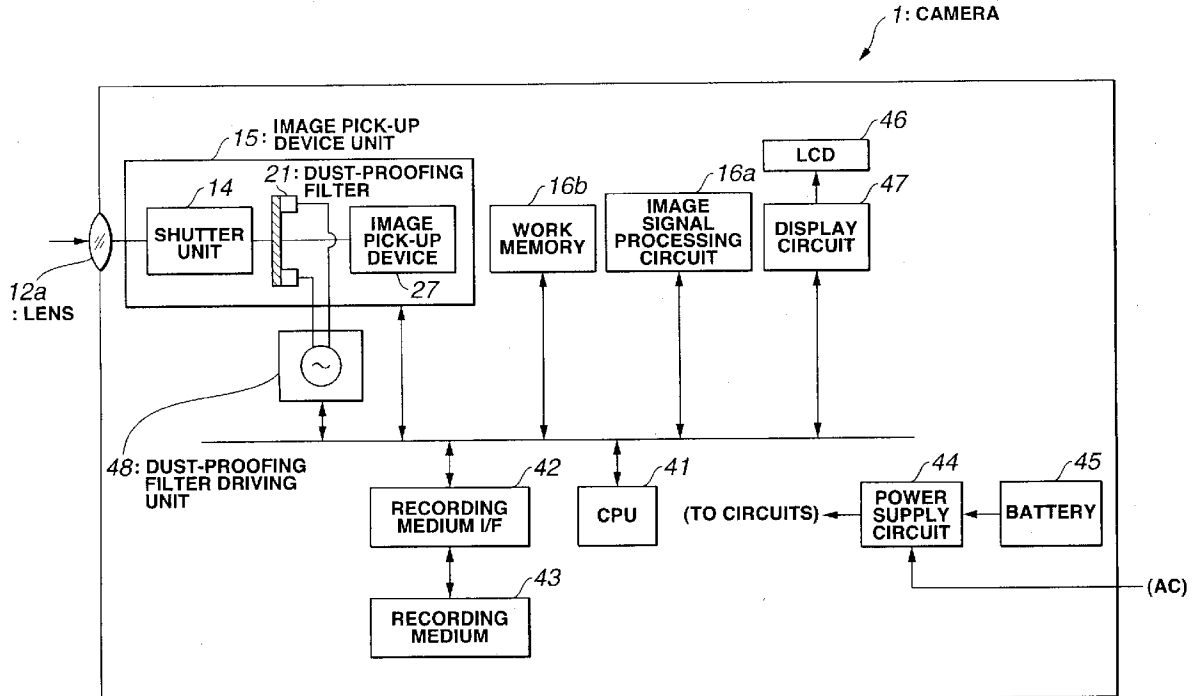 1: CAMERA
15: IMAGE PICK-UP
DEVICE UNIT
21: DUST-PROOFING
FILTER
14
SHUTTER
UNIT
IMAGE
PICK-UP
DEVICE
27
12a
: LENS
16b
WORK
MEMORY
16a
IMAGE
SIGNAL
PROCESSING
CIRCUIT
46
LCD
47
DISPLAY
CIRCUIT
~
48: DUST-PROOFING
FILTER DRIVING
UNIT
42
RECORDING
MEDIUM I/F
43
RECORDING
MEDIUM
41
CPU
(TO CIRCUITS)
44
POWER
SUPPLY
CIRCUIT
45
BATTERY
(AC)